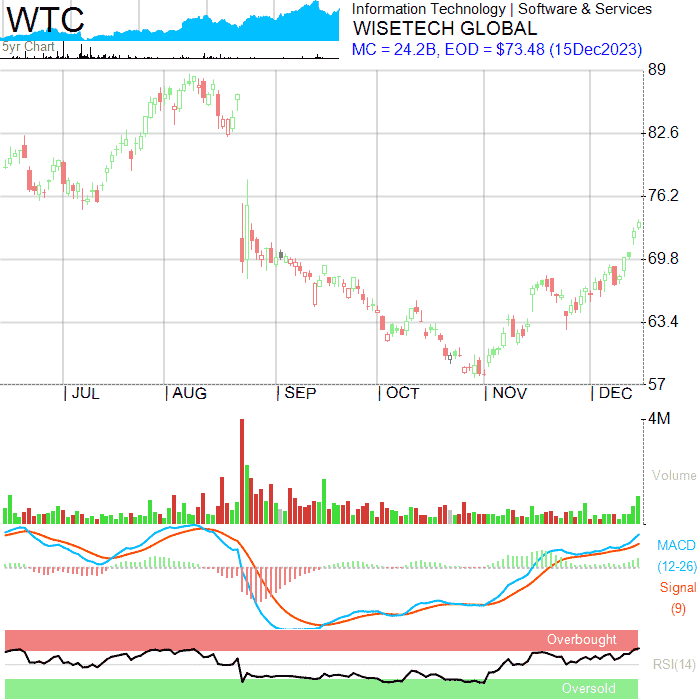 WTC
5yr Chart
Information Technology | Software & Services
WISETECH GLOBAL
MC = 24.2B, EOD = $73.48 (15Dec2023)
89
82.6
76.2
69.8
63.4
57
| JUL | AUG | SEP | OCT | NOV | DEC
4M
Volume
MACD
(12-26)
Signal
(9)
Overbought
RSI(14)
Oversold